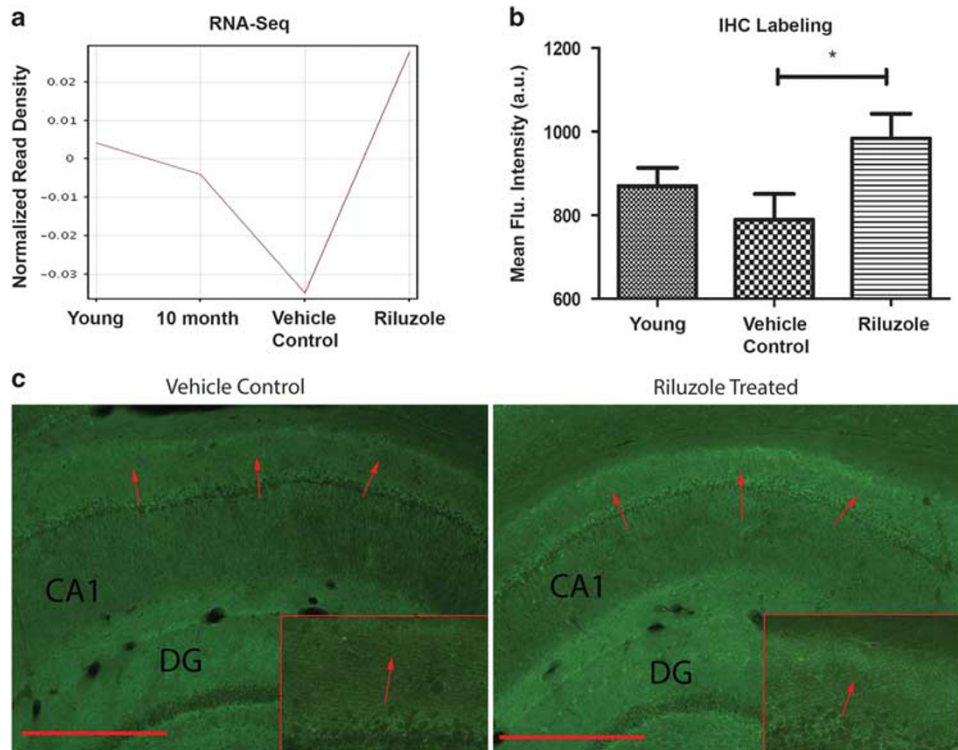 a
RNA-Seq
Normalized Read Density
0.02
0.01
0
-0.01
-0.02
-0.03
Young
10 month
Vehicle
Control
Riluzole
b
IHC Labeling
Mean Flu. Intensity (a.u.)
1200
1000
800
600
*
Young
Vehicle
Control
Riluzole
c
Vehicle Control
CA1
DG
Riluzole Treated
CA1
DG